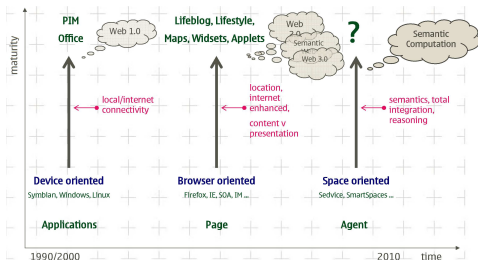 PIM
Office
Web 1.0
Lifeblog, Lifestyle,
Maps, Widsets, Applets
Web
2.0
Semantic
Web 3.0
?
Semantic
Computation
maturity
local/internet
connectivity
location,
internet
enhanced,
content v
presentation
semantics, total
integration,
reasoning
Device oriented
Symbian, Windows, Linux
Browser oriented
Firefox, IE, SOA, IM ...
Space oriented
Sedvice, SmartSpaces ...
Applications
Page
Agent
1990/2000
2010
time